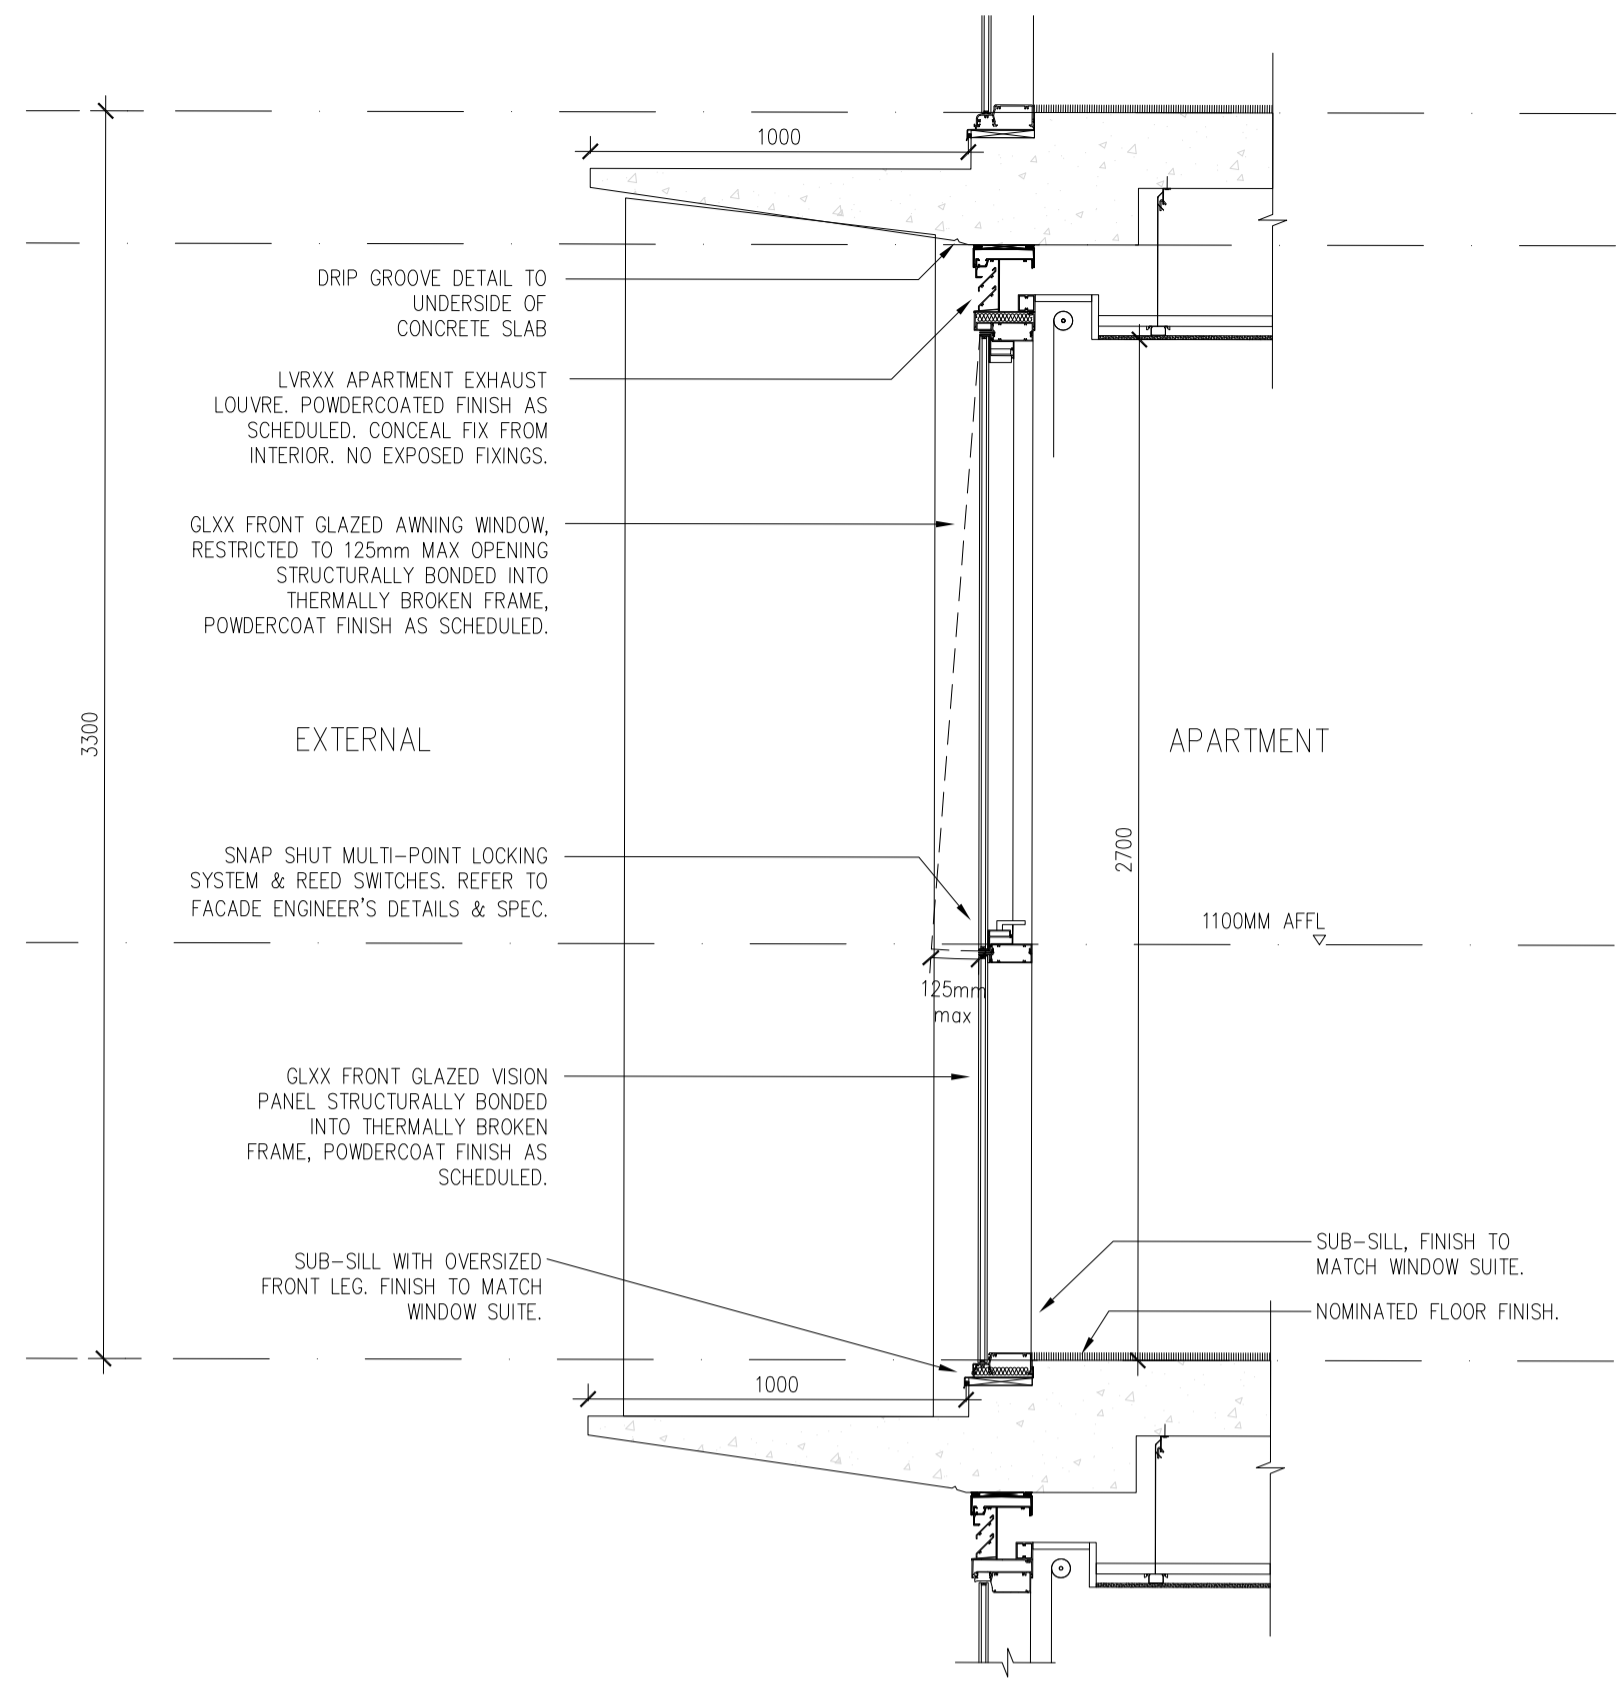 1000
DRIP GROOVE DETAIL TO
UNDERSIDE OF
CONCRETE SLAB
LVRXX APARTMENT EXHAUST
LOUVRE. POWDERCOATED FINISH AS
SCHEDULED. CONCEAL FIX FROM
INTERIOR. NO EXPOSED FIXINGS.
GLXX FRONT GLAZED AWNING WINDOW,
RESTRICTED TO 125mm MAX OPENING
STRUCTURALLY BONDED INTO
THERMALLY BROKEN FRAME,
POWDERCOAT FINISH AS SCHEDULED.
3300
EXTERNAL
APARTMENT
SNAP SHUT MULTI-POINT LOCKING
SYSTEM & REED SWITCHES. REFER TO
FACADE ENGINEER'S DETAILS & SPEC.
2700
1100MM AFFL
125mm
max
GLXX FRONT GLAZED VISION
PANEL STRUCTURALLY BONDED
INTO THERMALLY BROKEN
FRAME, POWDERCOAT FINISH AS
SCHEDULED.
SUB-SILL WITH OVERSIZED
FRONT LEG. FINISH TO MATCH
WINDOW SUITE.
SUB-SILL, FINISH TO
MATCH WINDOW SUITE.
NOMINATED FLOOR FINISH.
1000